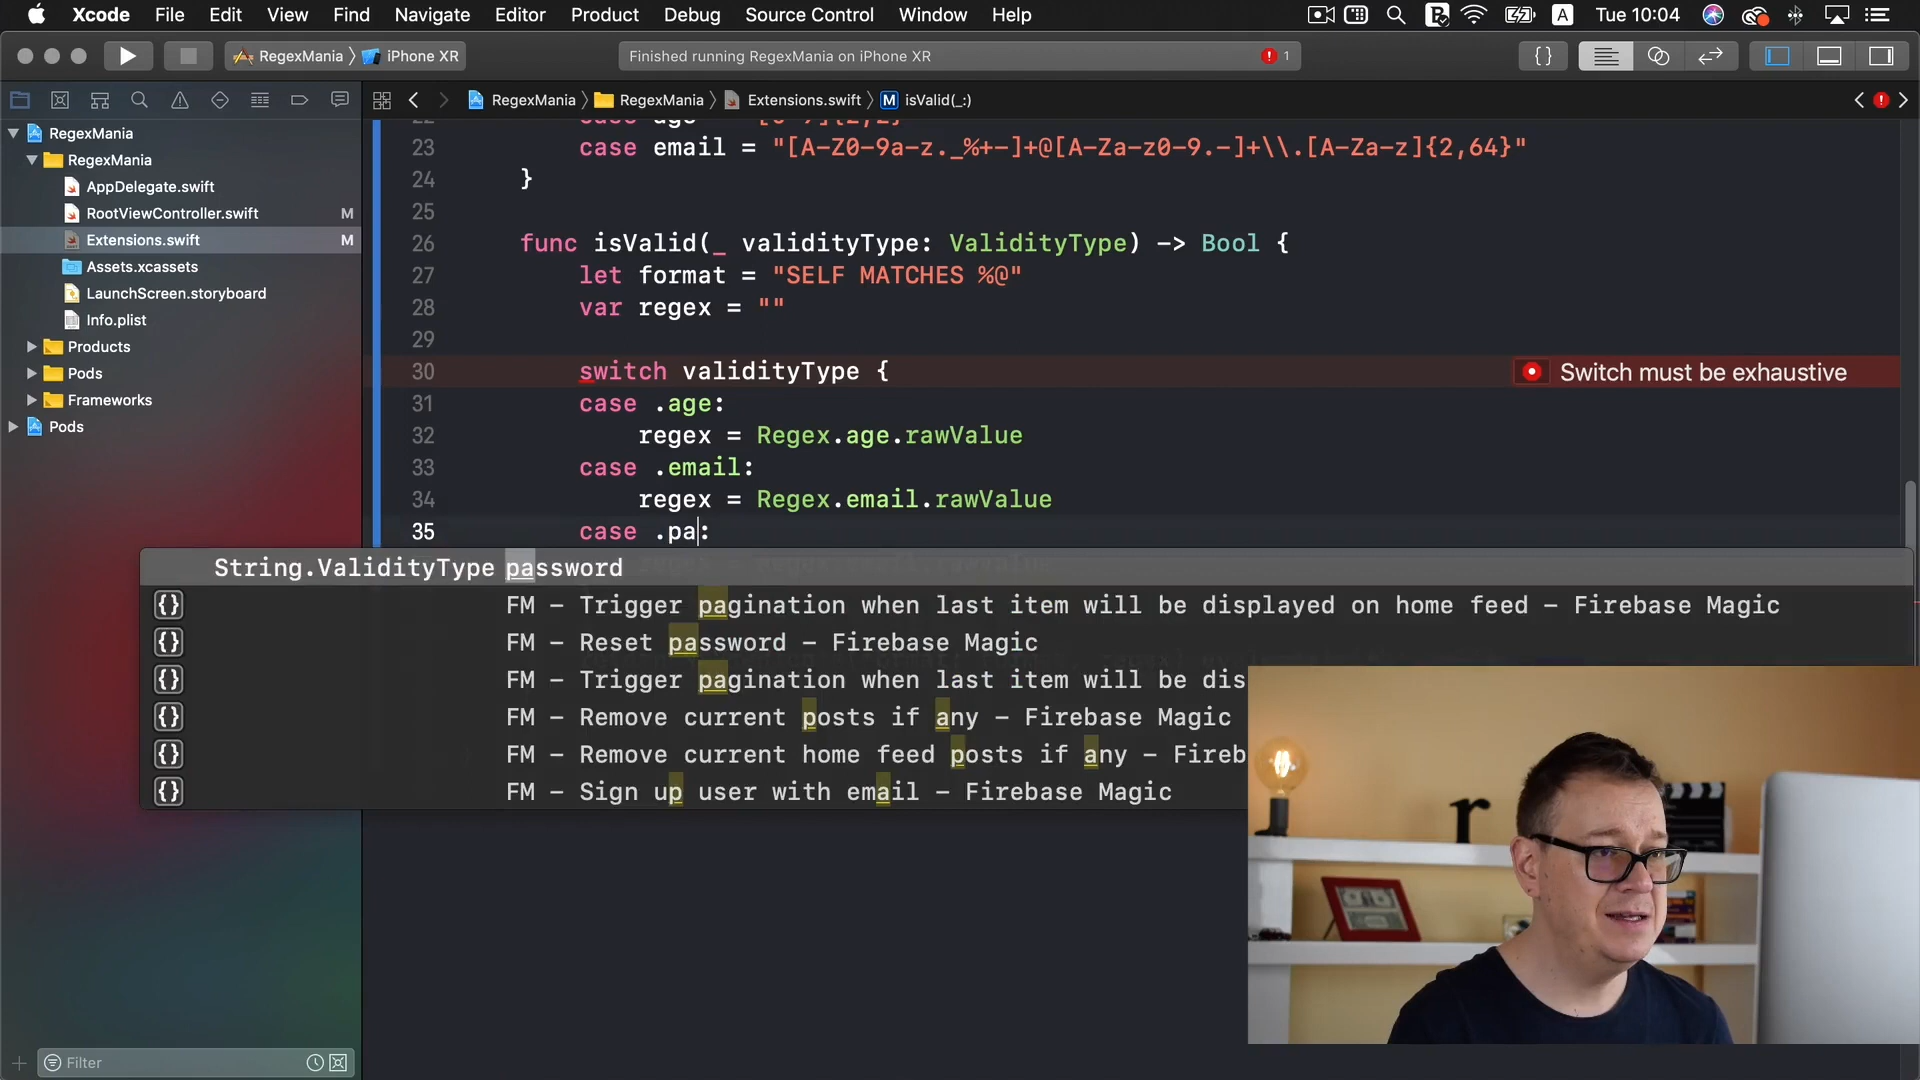 Xcode File Edit View Find Navigate Editor Product Debug Source Control Window Help A Tue 10:04
RegexMania iPhone XR Finished running RegexMania on iPhone XR 1
RegexMania RegexMania Extensions.swift M isValid(_:)
RegexMania
RegexMania
AppDelegate.swift
RootViewController.swift M
Extensions.swift M
Assets.xcassets
LaunchScreen.storyboard
Info.plist
Products
Pods
Frameworks
Pods
Filter
23 case email = "[A-Z0-9a-z._%+-]+@[A-Za-z0-9.-]+\\.[A-Za-z]{2,64}"
24 }
25
26 func isValid(_ validityType: ValidityType) -> Bool {
27 let format = "SELF MATCHES %@"
28 var regex = ""
29
30 switch validityType { Switch must be exhaustive
31 case .age:
32 regex = Regex.age.rawValue
33 case .email:
34 regex = Regex.email.rawValue
35 case .pa:
String.ValidityType password
{} FM - Trigger pagination when last item will be displayed on home feed - Firebase Magic
{} FM - Reset password - Firebase Magic
{} FM - Trigger pagination when last item will be dis
{} FM - Remove current posts if any - Firebase Magic
{} FM - Remove current home feed posts if any - Fireb
{} FM - Sign up user with email - Firebase Magic
r